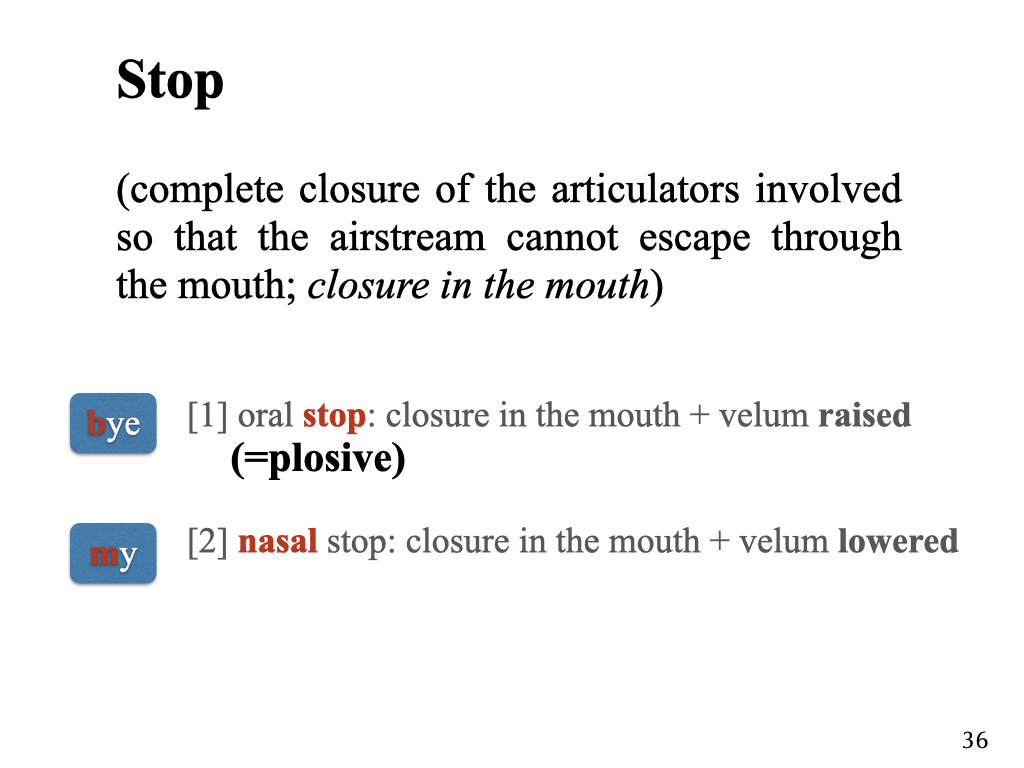 Stop
(complete closure of the articulators involved
so that the airstream cannot escape through
the mouth; closure in the mouth)
bye
[1] oral stop: closure in the mouth + velum raised
(=plosive)
my
[2] nasal stop: closure in the mouth + velum lowered
36